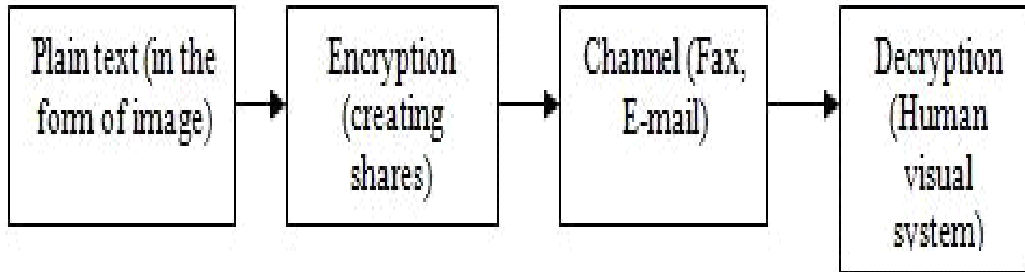 Plain text (in the
form of image)
Encryption
(creating
shares)
Channel (Fax,
E-mail)
Decryption
(Human
visual
system)